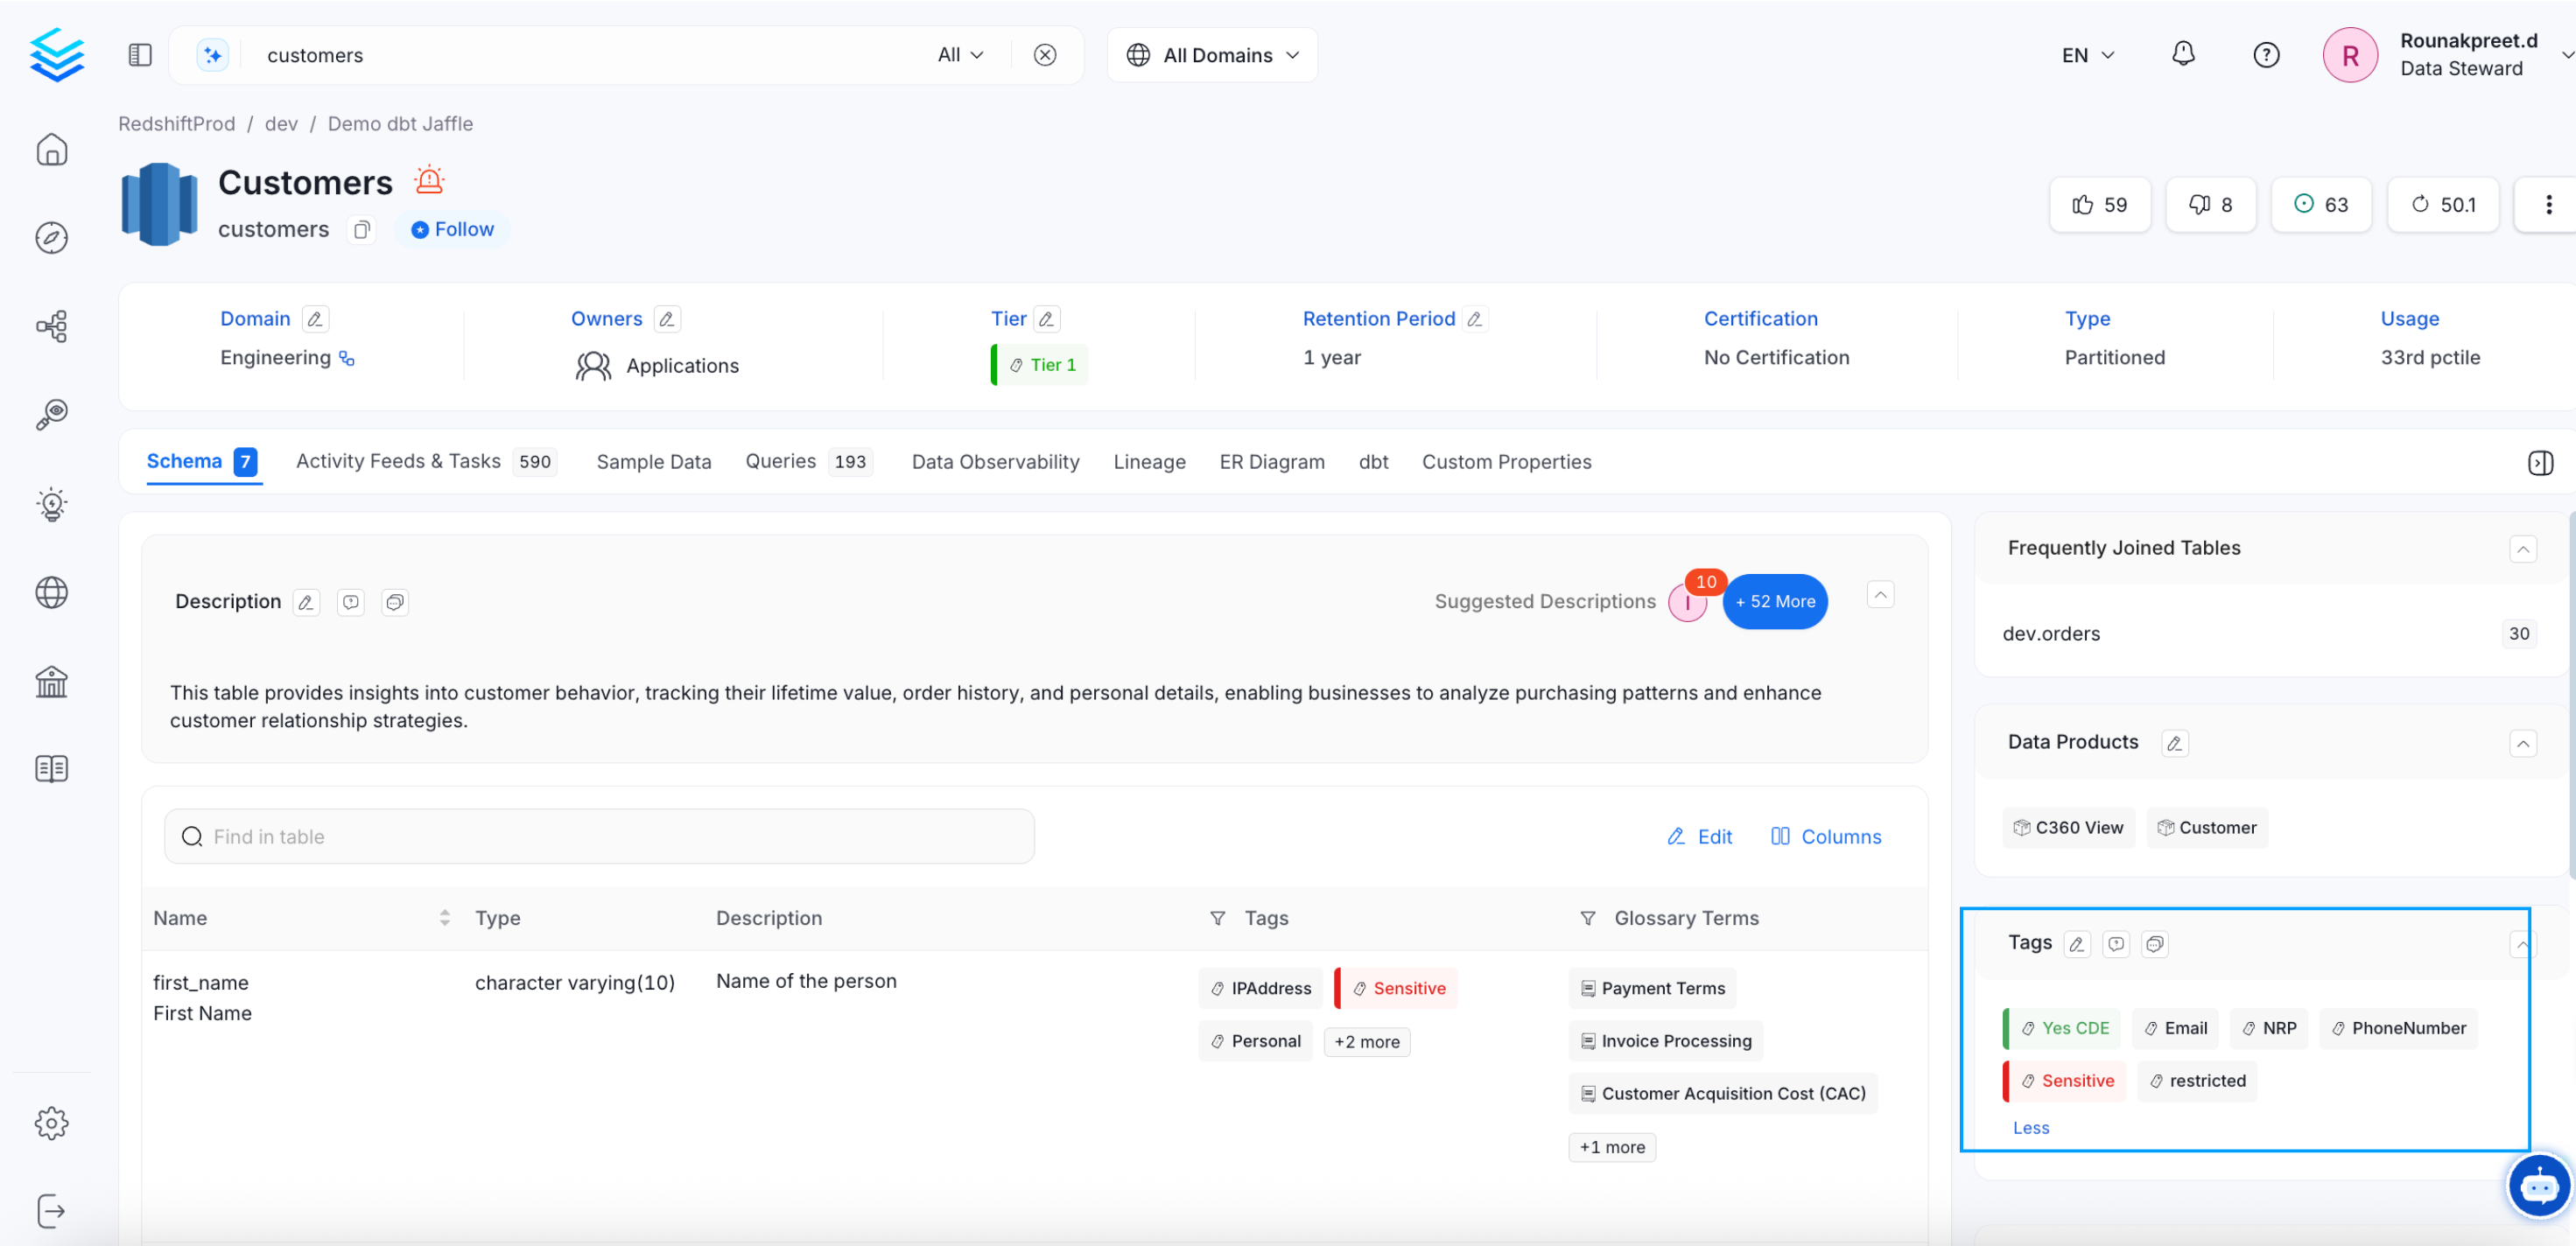 customers All All Domains EN R Rounakpreet.d
Data Steward
RedshiftProd / dev / Demo dbt Jaffle
Customers
customers Follow 59 8 63 50.1
Domain Owners Tier Retention Period Certification Type Usage
Engineering Applications Tier 1 1 year No Certification Partitioned 33rd pctile
Schema 7 Activity Feeds & Tasks 590 Sample Data Queries 193 Data Observability Lineage ER Diagram dbt Custom Properties
Description Suggested Descriptions I 10 + 52 More
This table provides insights into customer behavior, tracking their lifetime value, order history, and personal details, enabling businesses to analyze purchasing patterns and enhance
customer relationship strategies.
Find in table Edit Columns
Name Type Description Tags Glossary Terms
first_name character varying(10) Name of the person IPAddress Sensitive Payment Terms
First Name
Personal +2 more Invoice Processing
Customer Acquisition Cost (CAC)
+1 more
Frequently Joined Tables
dev.orders 30
Data Products
C360 View Customer
Tags
Yes CDE Email NRP PhoneNumber
Sensitive restricted
Less